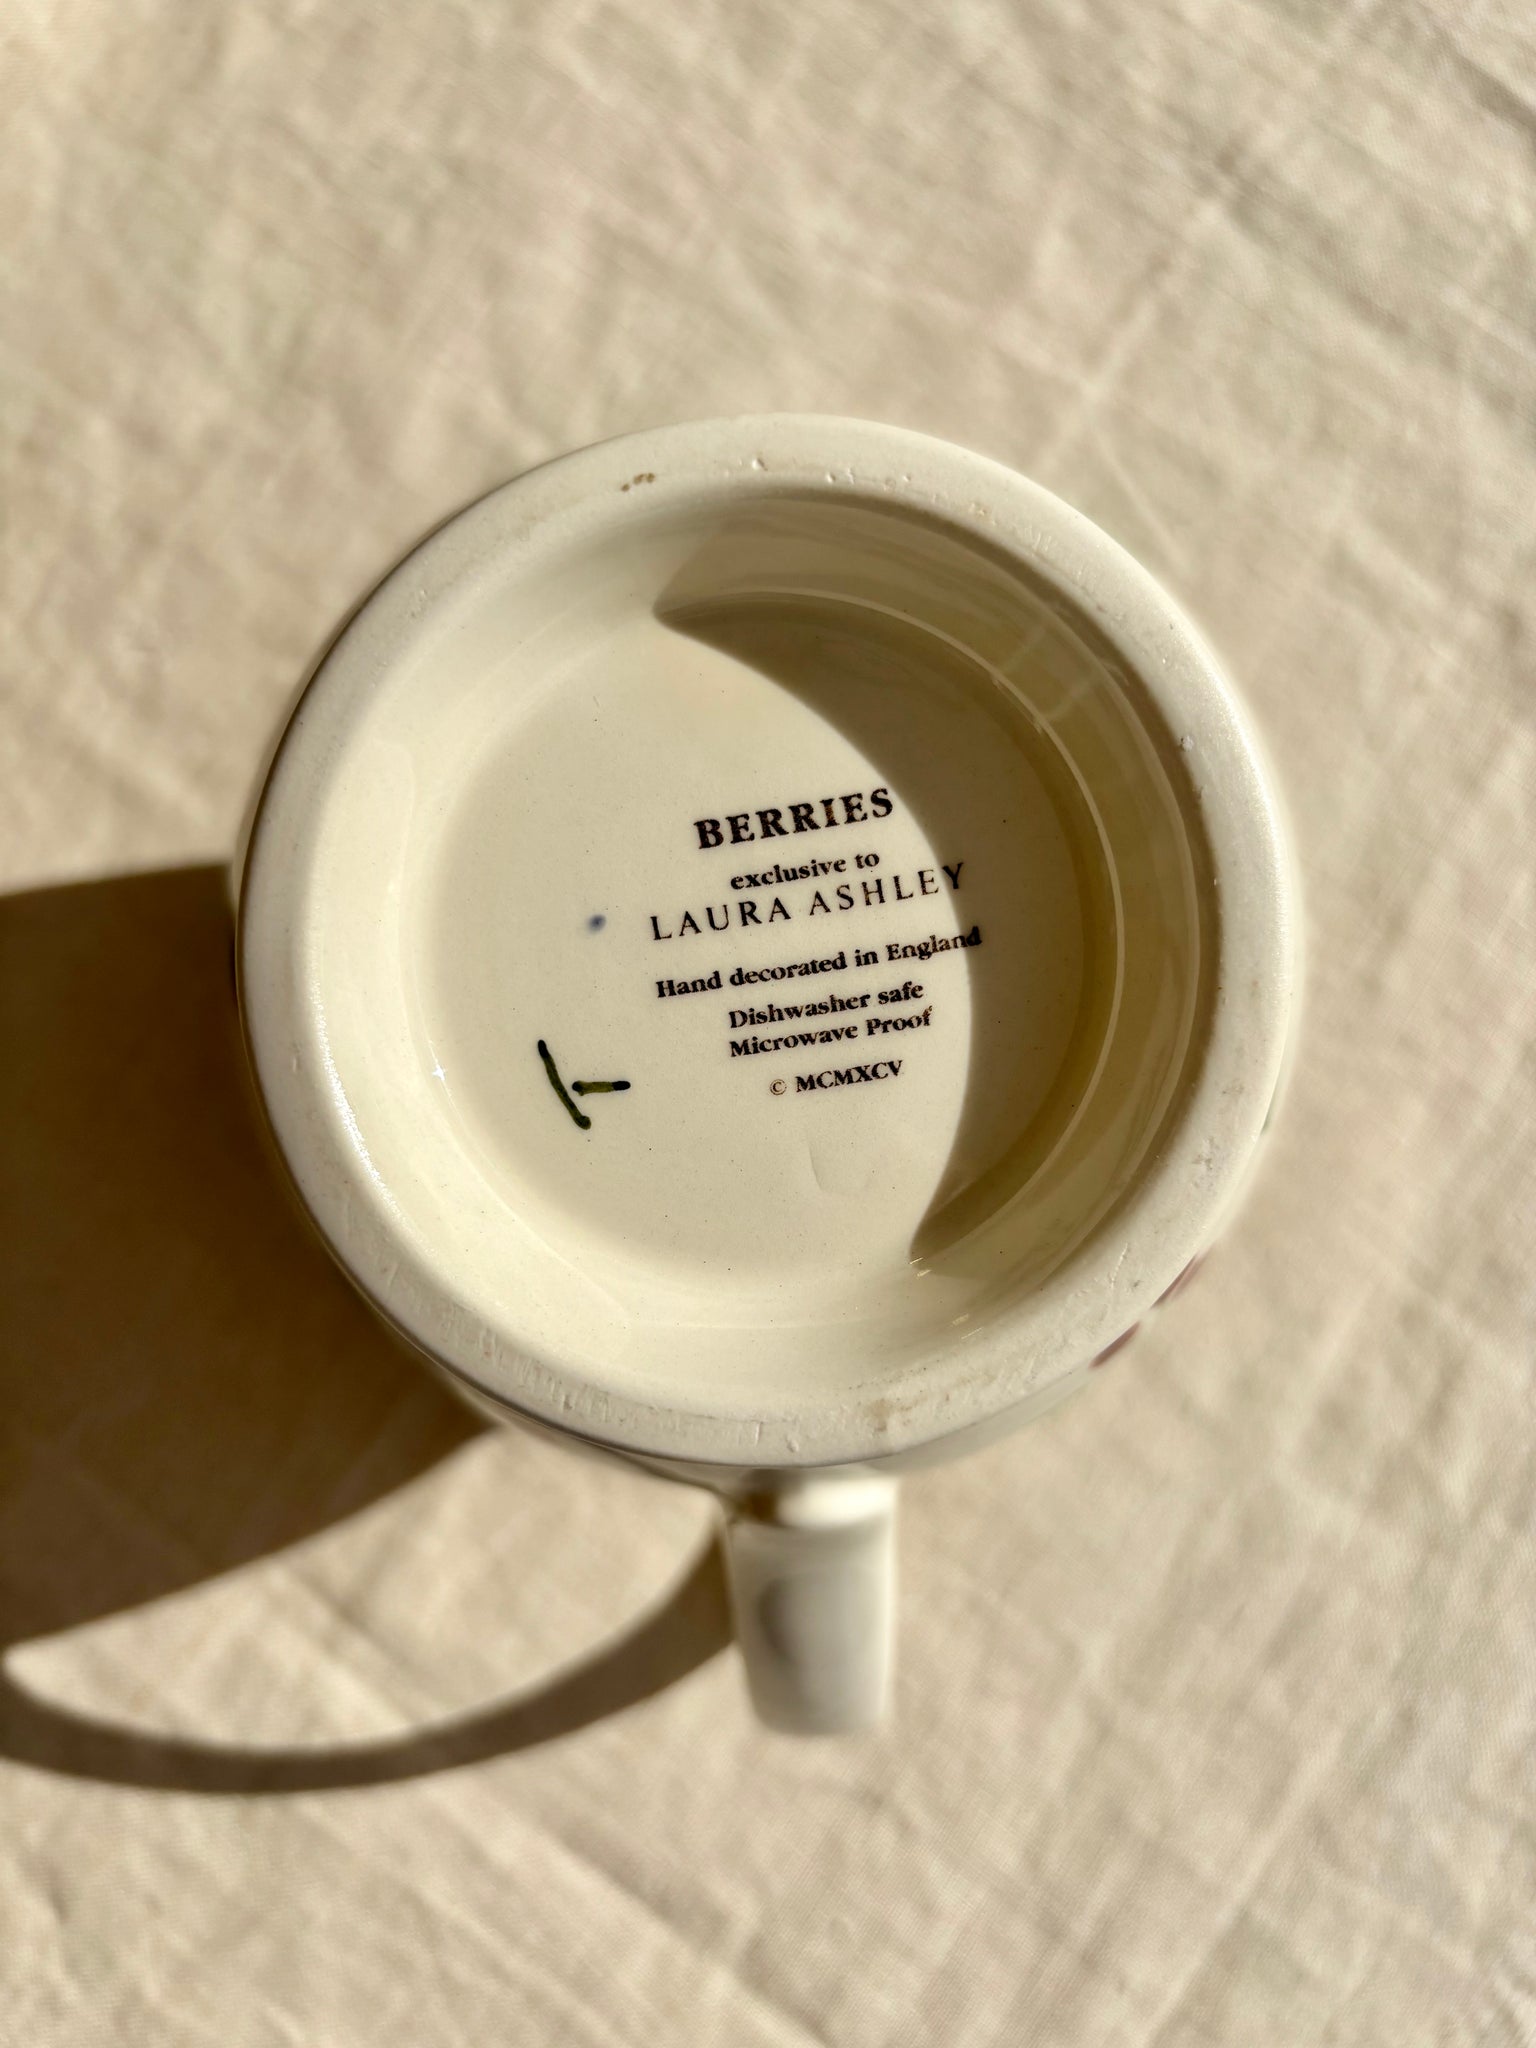 BERRIES
exclusive to
LAURA ASHLEY
Hand decorated in England
Dishwasher safe
Microwave Proof
© MCMXCV